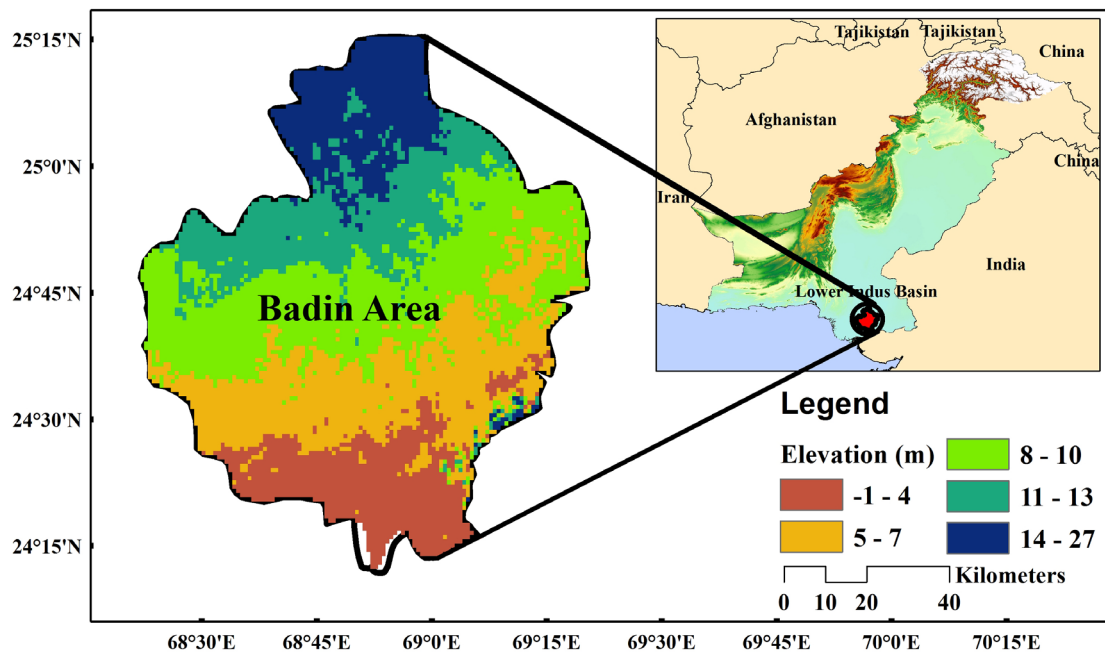 25°15'N
25°0'N
24°45'N
24°30'N
24°15'N
Badin Area
Tajikistan
Tajikistan
China
Afghanistan
China
Iran
India
Lower Indus Basin
Legend
Elevation (m)
-1 - 4
5 - 7
8 - 10
11 - 13
14 - 27
Kilometers
0 10 20 40
68°30'E 68°45'E 69°0'E 69°15'E 69°30'E 69°45'E 70°0'E 70°15'E